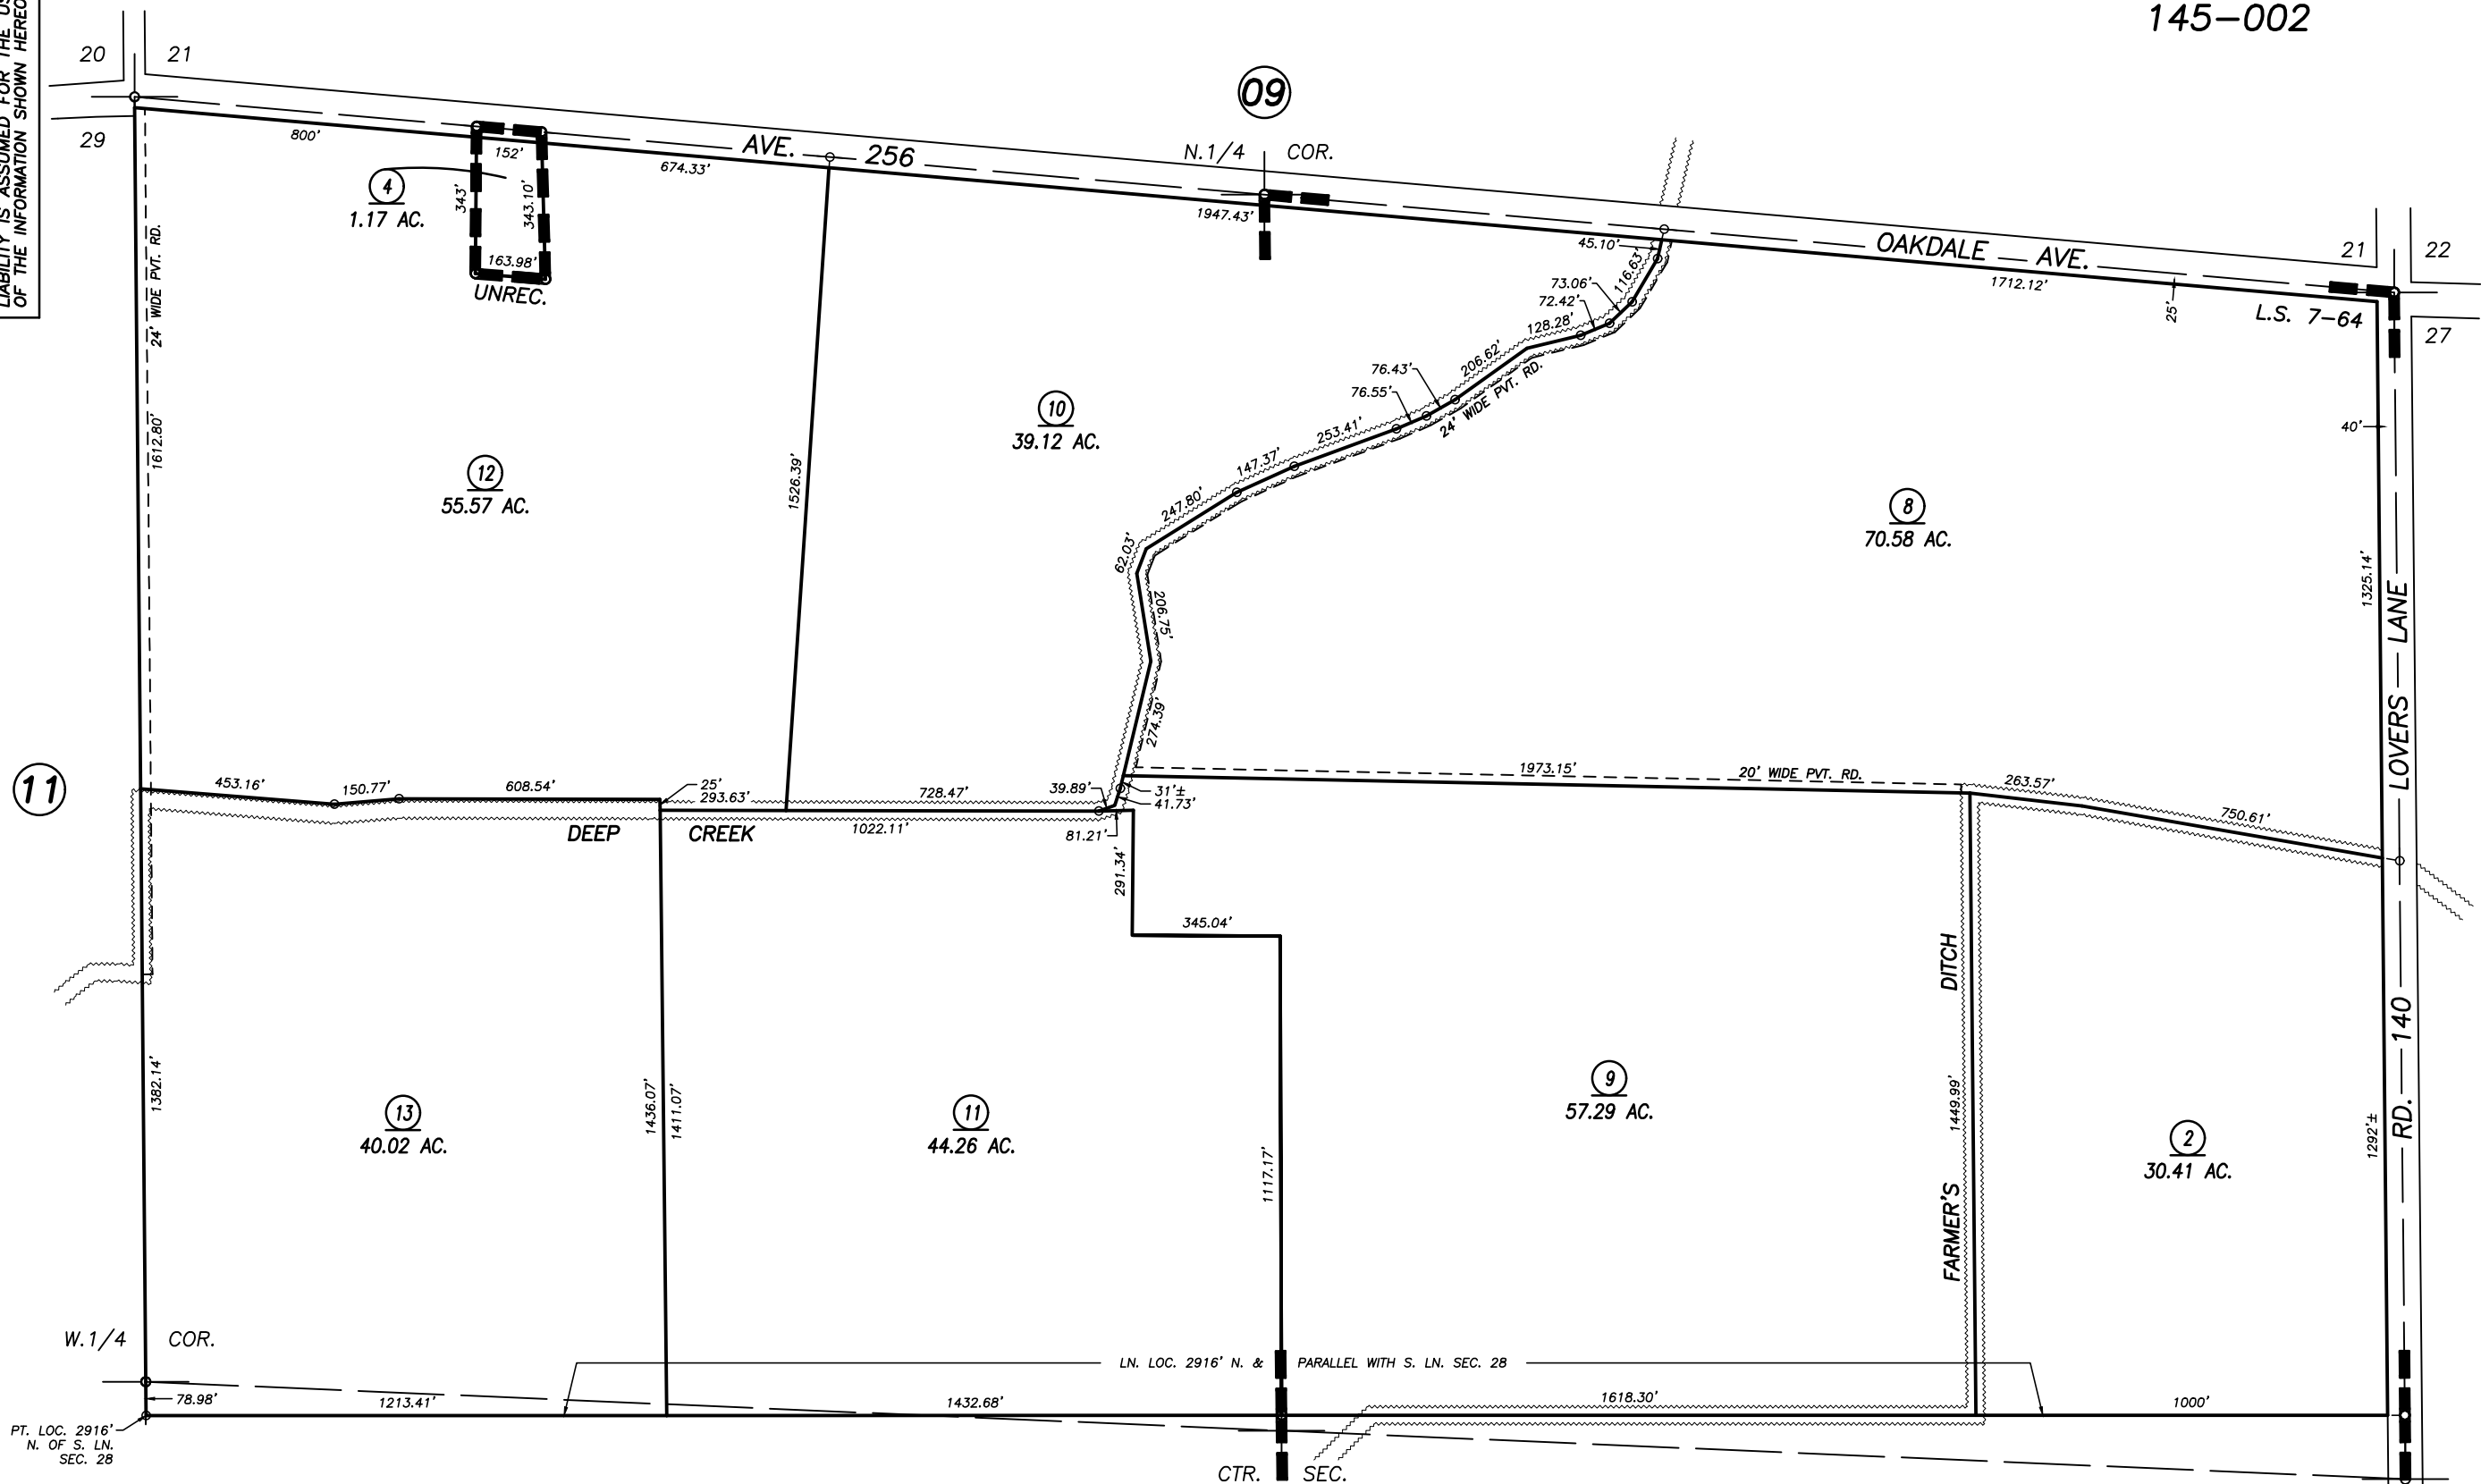 145-002
LIABILITY IS ASSUMED FOR THE
OF THE INFORMATION SHOWN
20 21
29
09
N.1/4 COR.
AVE. 256
OAKDALE AVE.
21 22
27
L.S. 7-64
800'
152'
674.33'
1947.43'
1712.12'
25'
40'
4
1.17 AC.
343'
343.10'
163.98'
UNREC.
24' WIDE PVT. RD.
1612.80'
12
55.57 AC.
1526.39'
10
39.12 AC.
45.10'
116.63'
73.06'
72.42'
128.28'
206.62'
76.43'
76.55'
24' WIDE PVT. RD.
253.41'
147.37'
247.80'
62.03'
206.75'
274.39'
8
70.58 AC.
1325.14'
LOVERS LANE
11
453.16'
150.77'
608.54'
25'
293.63'
728.47'
39.89'
31'±
41.73'
81.21'
1022.11'
DEEP CREEK
1973.15'
20' WIDE PVT. RD.
263.57'
750.61'
291.34'
345.04'
DITCH
FARMER'S
RD. 140
1382.14'
13
40.02 AC.
1436.07'
1411.07'
11
44.26 AC.
1117.17'
9
57.29 AC.
1449.99'
2
30.41 AC.
1292'±
W.1/4 COR.
LN. LOC. 2916' N. & PARALLEL WITH S. LN. SEC. 28
78.98'
1213.41'
1432.68'
1618.30'
1000'
PT. LOC. 2916'
N. OF S. LN.
SEC. 28
CTR. SEC.